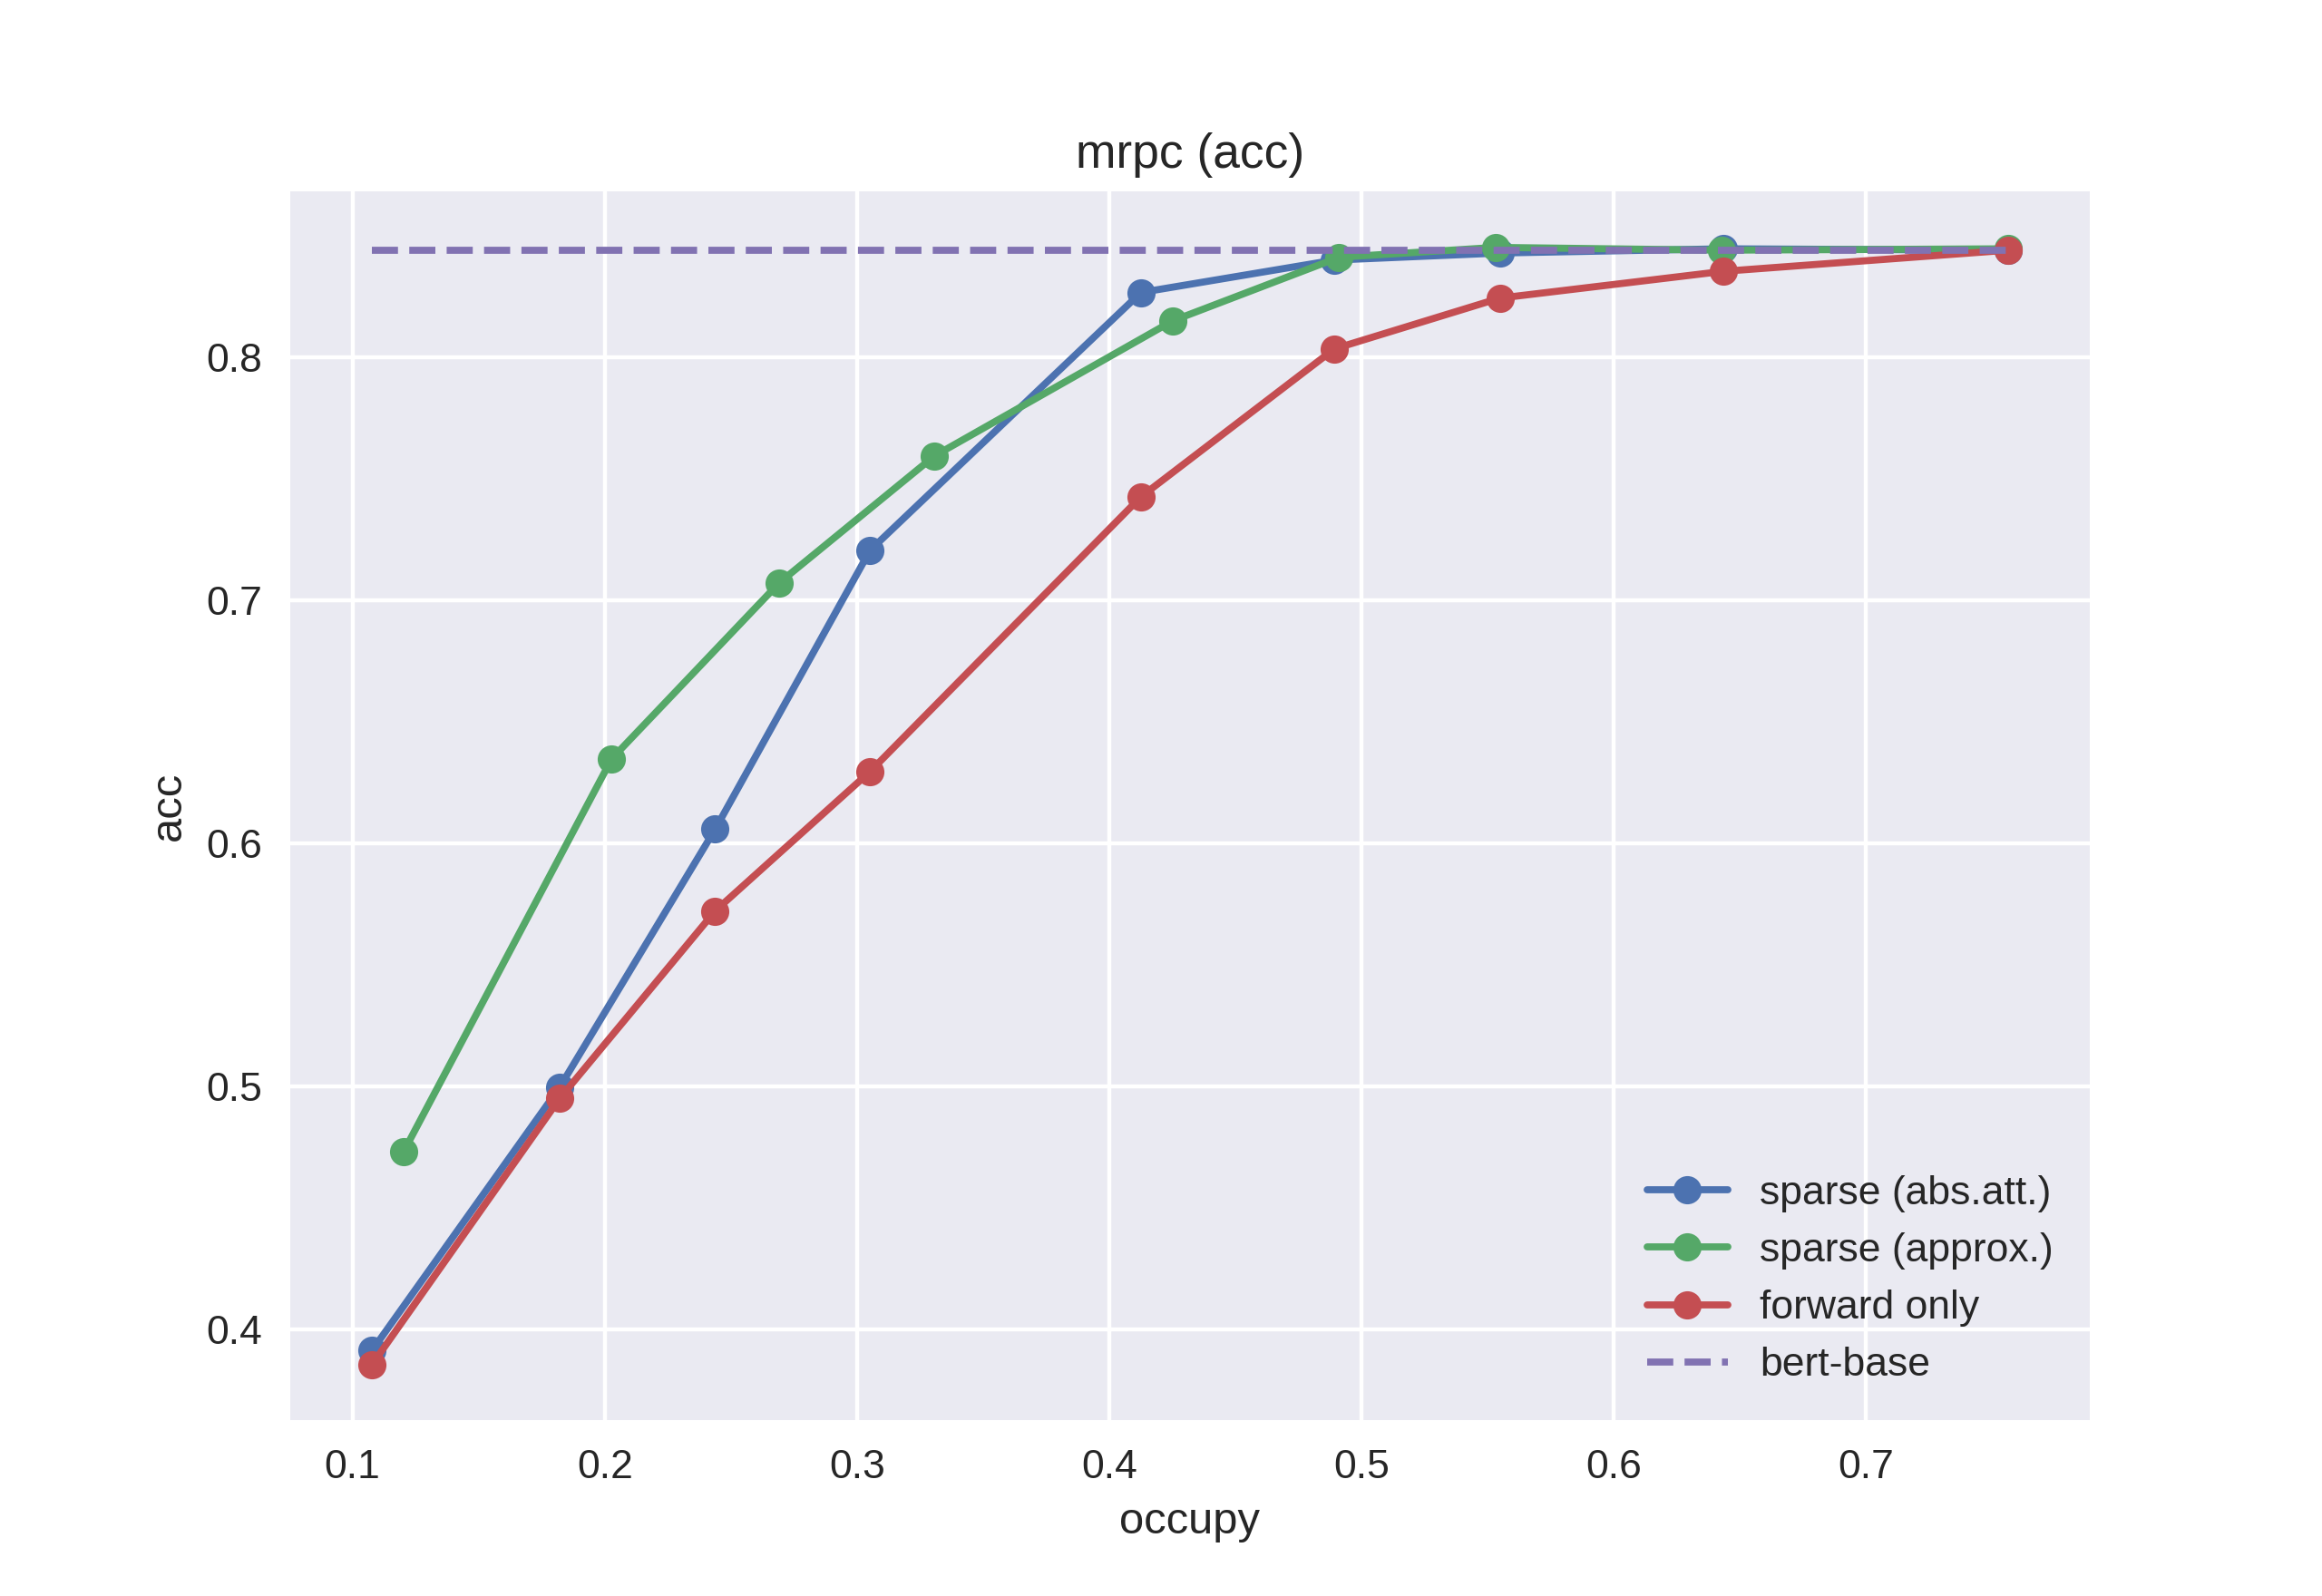 mrpc (acc)
0.8
0.7
0.6
0.5
0.4
acc
sparse (abs.att.)
sparse (approx.)
forward only
bert-base
0.1 0.2 0.3 0.4 0.5 0.6 0.7
occupy